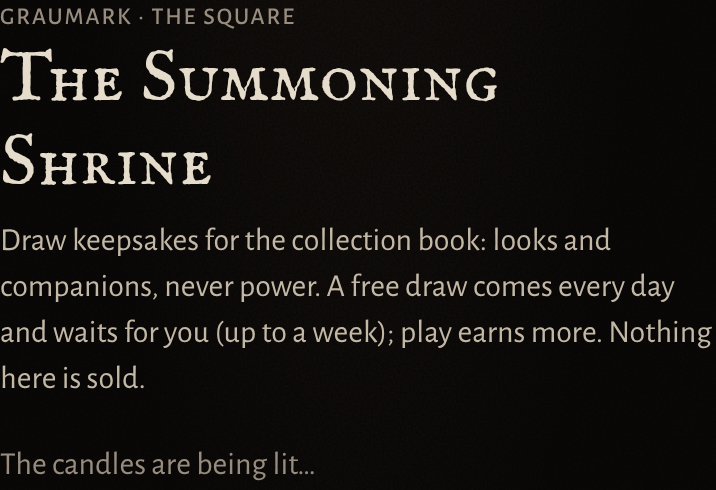 GRAUMARK · THE SQUARE
The Summoning
Shrine
Draw keepsakes for the collection book: looks and
companions, never power. A free draw comes every day
and waits for you (up to a week); play earns more. Nothing
here is sold.
The candles are being lit…